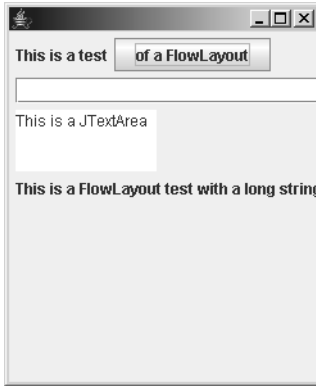 This is a test of a FlowLayout
This is a JTextArea
This is a FlowLayout test with a long string